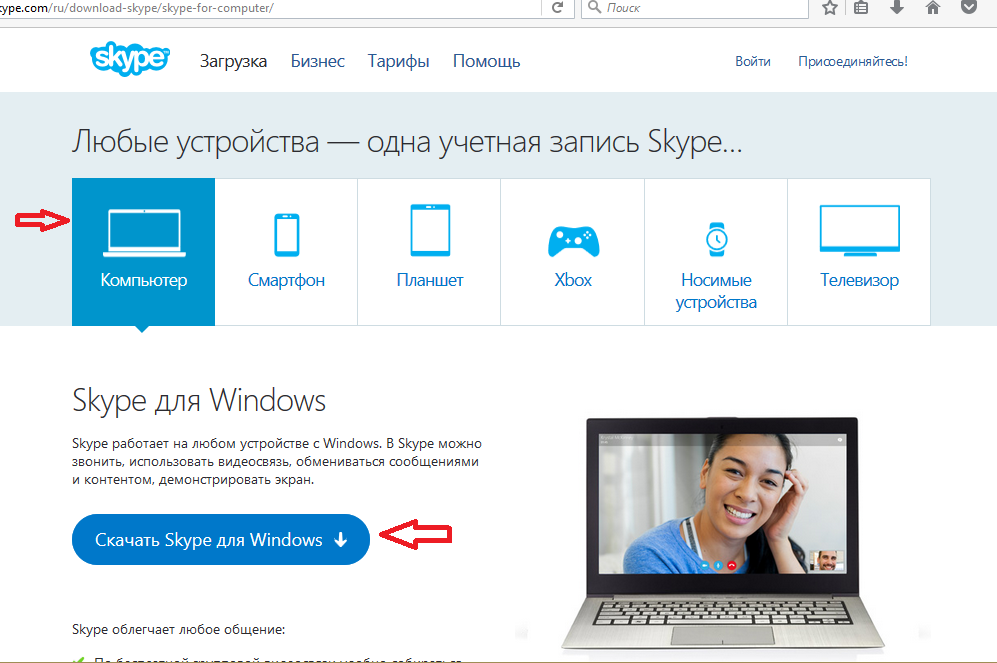 kype.com/ru/download-skype/skype-for-computer/
Поиск
skype
Загрузка
Бизнес
Тарифы
Помощь
Войти
Присоединяйтесь!
Любые устройства — одна учетная запись Skype...
Компьютер
Смартфон
Планшет
Xbox
Носимые
устройства
Телевизор
Skype для Windows
Skype работает на любом устройстве с Windows. В Skype можно
звонить, использовать видеосвязь, обмениваться сообщениями
и контентом, демонстрировать экран.
Скачать Skype для Windows
Skype облегчает любое общение: